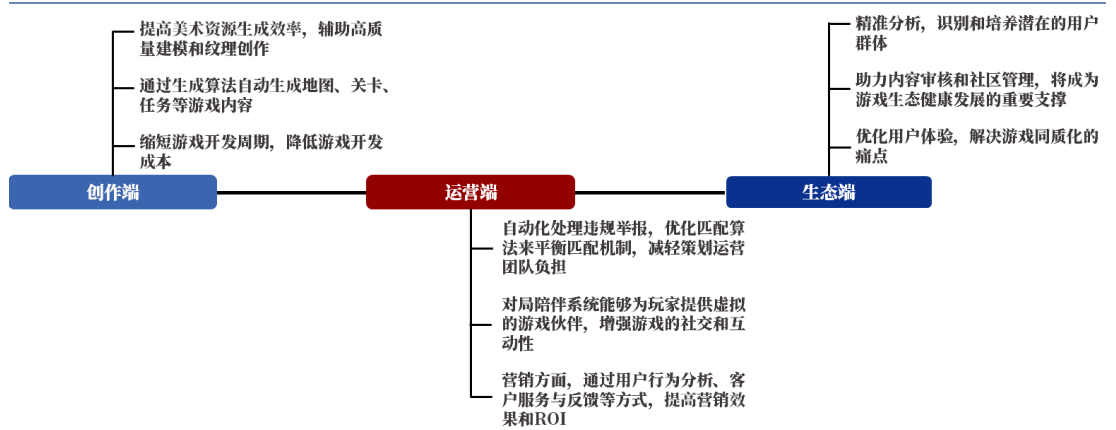 提高美术资源生成效率，辅助高质
量建模和纹理创作
通过生成算法自动生成地图、关卡、
任务等游戏内容
缩短游戏开发周期，降低游戏开发
成本
创作端
精准分析，识别和培养潜在的用户
群体
助力内容审核和社区管理，将成为
游戏生态健康发展的重要支撑
优化用户体验，解决游戏同质化的
痛点
运营端
生态端
自动化处理违规举报，优化匹配算
法来平衡匹配机制，减轻策划运营
团队负担
对局陪伴系统能够为玩家提供虚拟
的游戏伙伴，增强游戏的社交和互
动性
营销方面，通过用户行为分析、客
户服务与反馈等方式，提高营销效
果和ROI